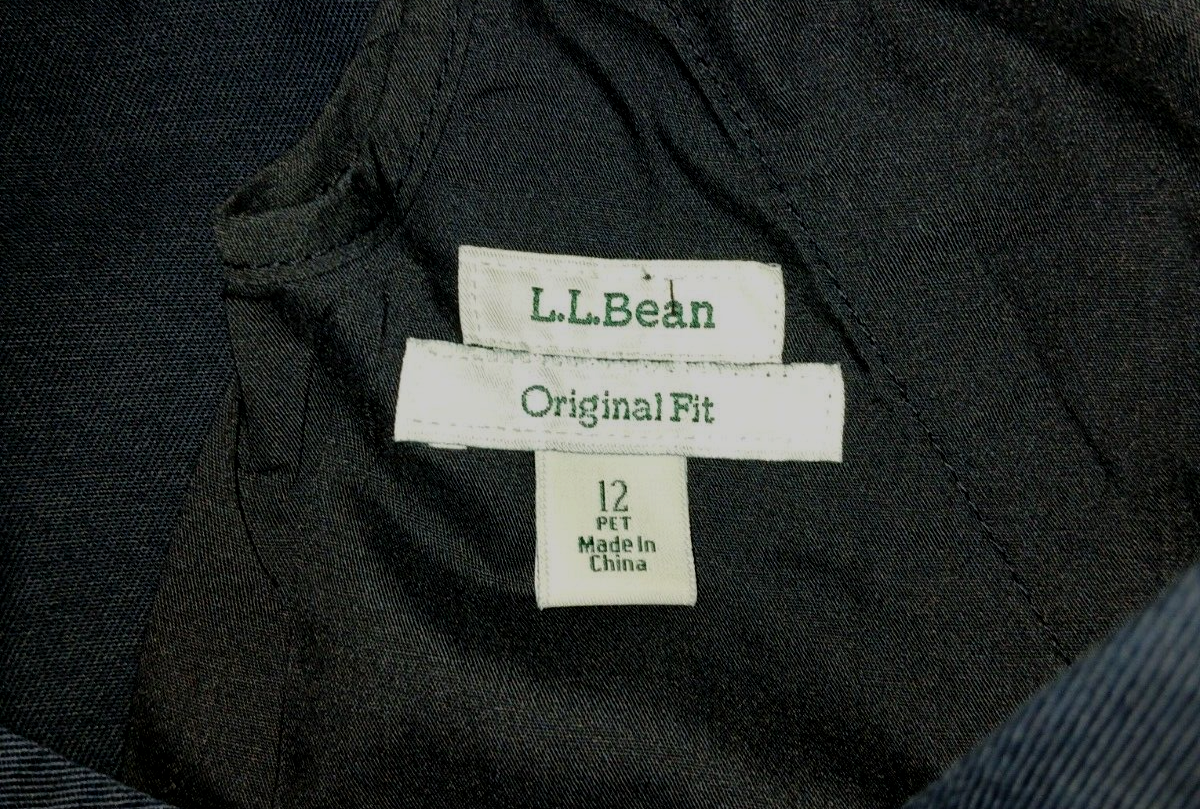 L.L.Bean
Original Fit
12
PET
Made In
China